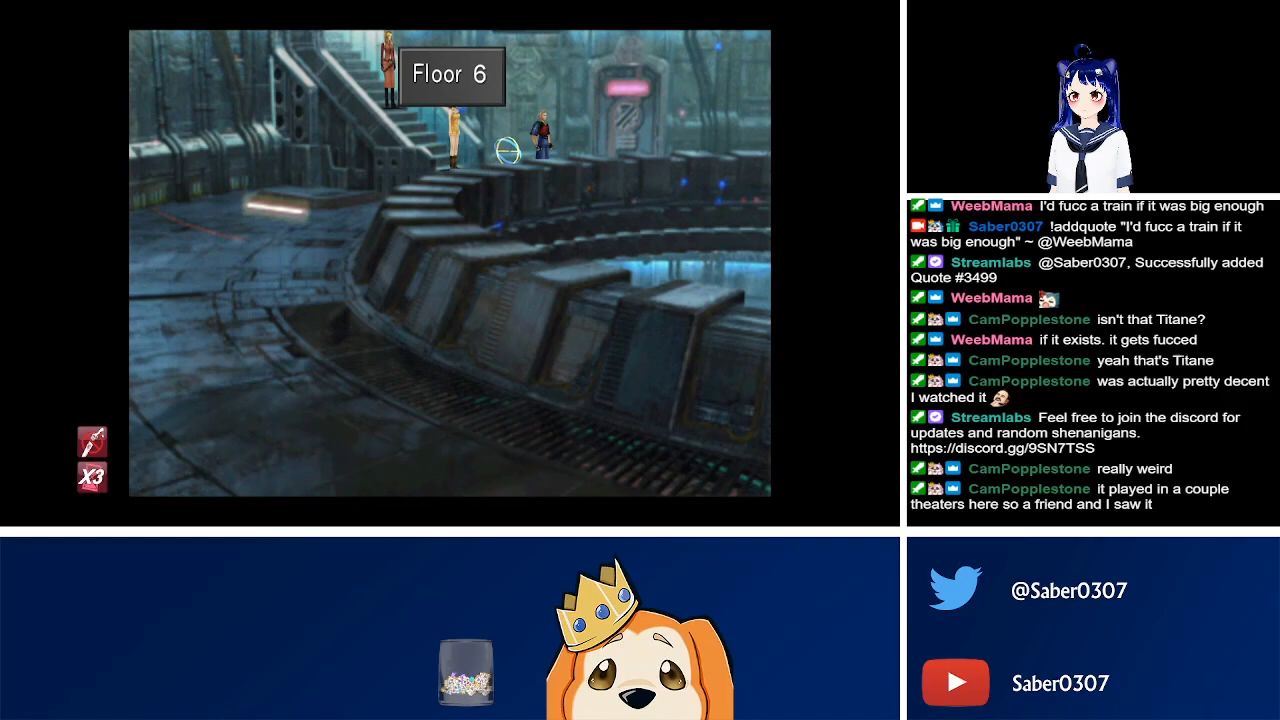 Floor 6
X3
WeebMama I'd fucc a train if it was big enough
Saber0307 !addquote "I'd fucc a train if it
was big enough" ~ @WeebMama
Streamlabs @Saber0307, Successfully added
Quote #3499
WeebMama
CamPopplestone isn't that Titane?
WeebMama if it exists. it gets fucced
CamPopplestone yeah that's Titane
CamPopplestone was actually pretty decent
I watched it
Streamlabs Feel free to join the discord for
updates and random shenanigans.
https://discord.gg/9SN7TSS
CamPopplestone really weird
CamPopplestone it played in a couple
theaters here so a friend and I saw it
@Saber0307
Saber0307